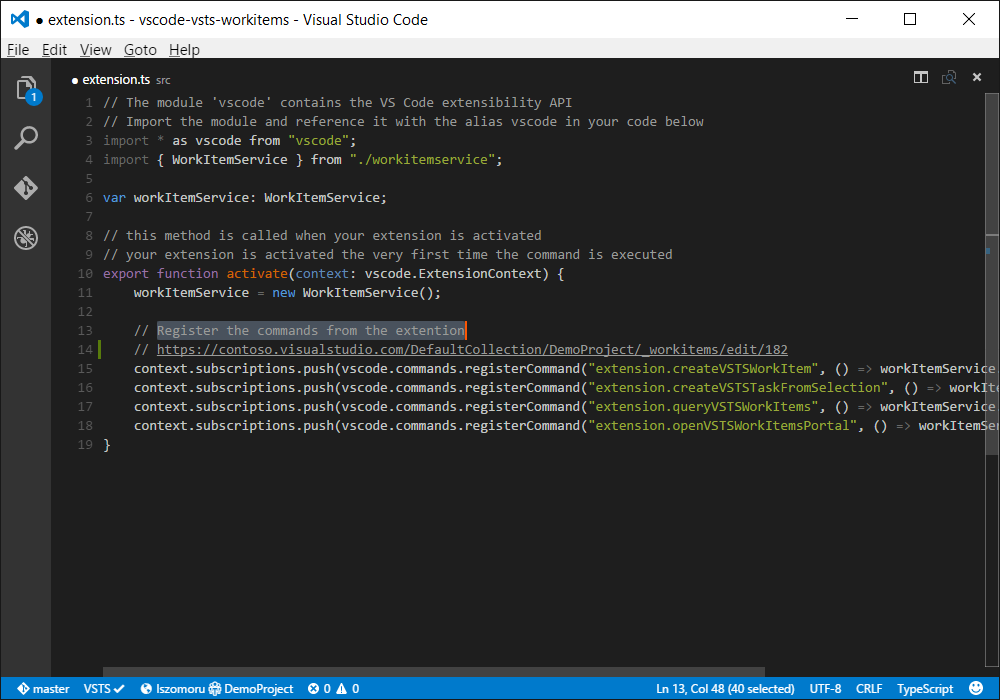 ● extension.ts - vscode-vsts-workitems - Visual Studio Code
File Edit View Goto Help
1
● extension.ts src
1 // The module 'vscode' contains the VS Code extensibility API
2 // Import the module and reference it with the alias vscode in your code below
3 import * as vscode from "vscode";
4 import { WorkItemService } from "./workitemservice";
5
6 var workItemService: WorkItemService;
7
8 // this method is called when your extension is activated
9 // your extension is activated the very first time the command is executed
10 export function activate(context: vscode.ExtensionContext) {
11     workItemService = new WorkItemService();
12
13     // Register the commands from the extention
14     // https://contoso.visualstudio.com/DefaultCollection/DemoProject/_workitems/edit/182
15     context.subscriptions.push(vscode.commands.registerCommand("extension.createVSTSWorkItem", () => workItemService
16     context.subscriptions.push(vscode.commands.registerCommand("extension.createVSTSTaskFromSelection", () => workIte
17     context.subscriptions.push(vscode.commands.registerCommand("extension.queryVSTSWorkItems", () => workItemService
18     context.subscriptions.push(vscode.commands.registerCommand("extension.openVSTSWorkItemsPortal", () => workItemSer
19 }
master VSTS Iszomoru DemoProject 0 0 Ln 13, Col 48 (40 selected) UTF-8 CRLF TypeScript